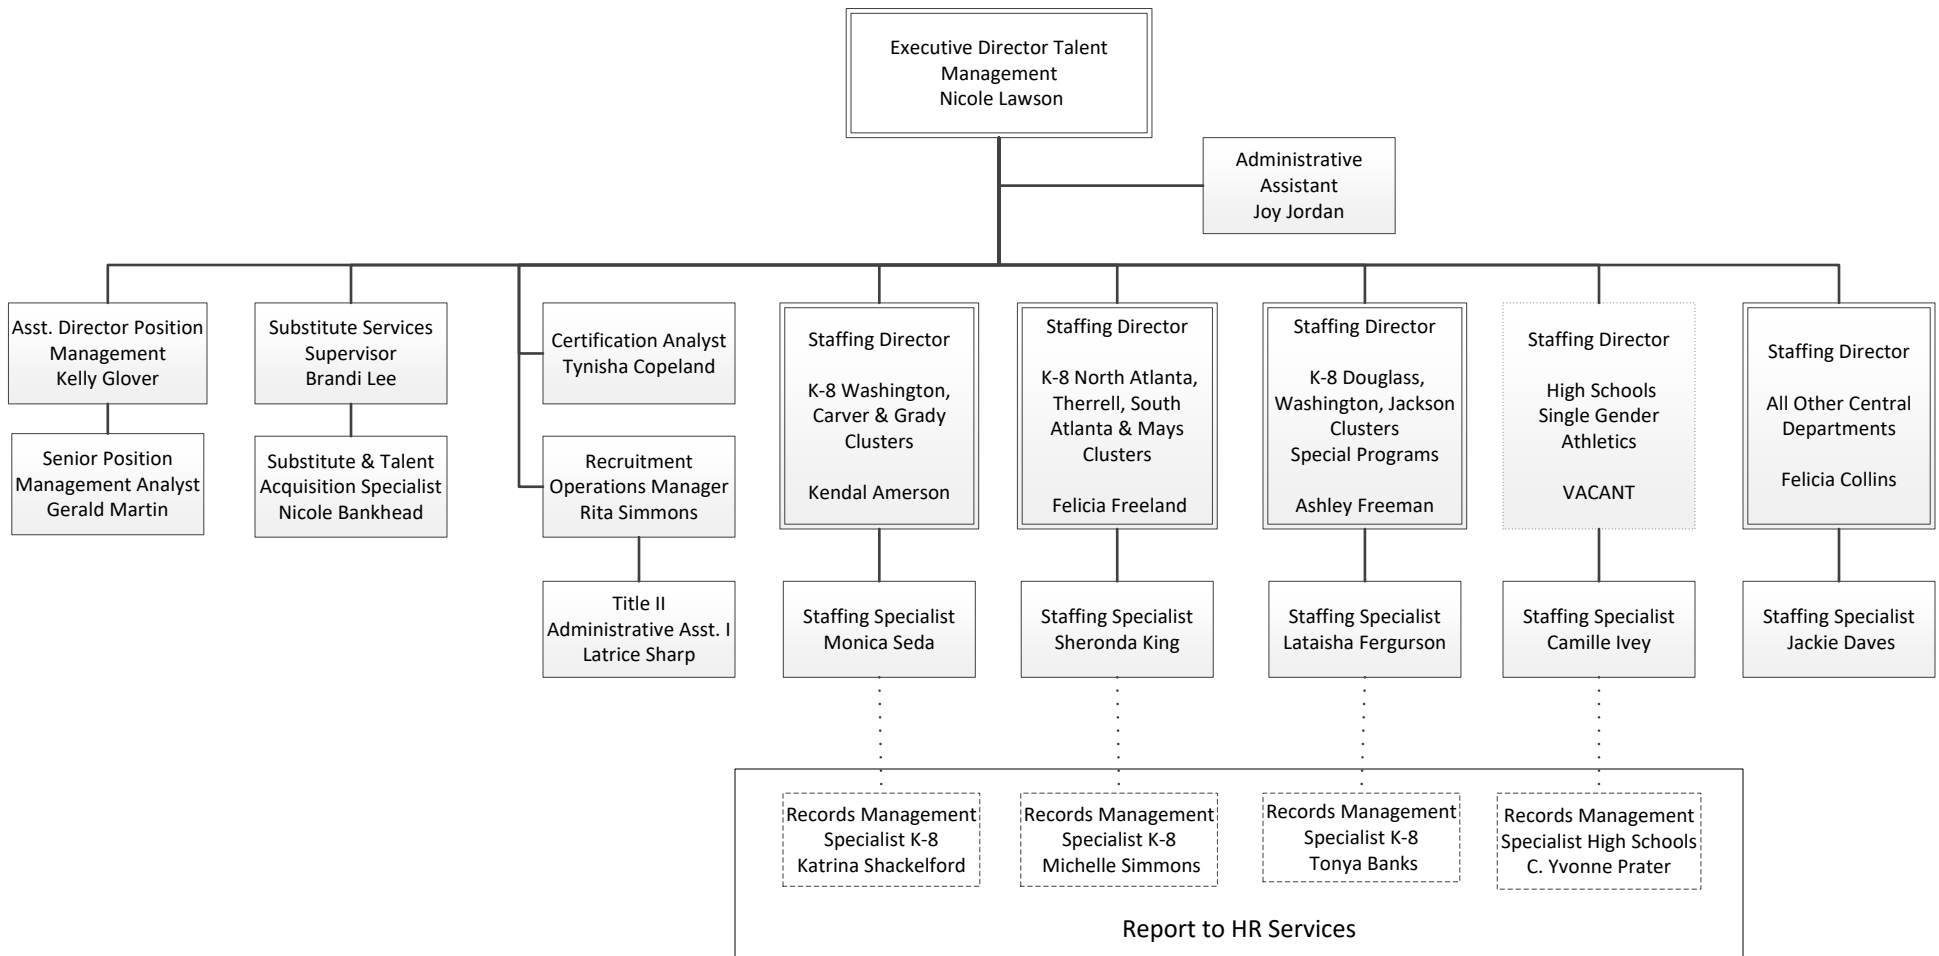 Executive Director Talent
Management
Nicole Lawson
Administrative
Assistant
Joy Jordan
Asst. Director Position
Management
Kelly Glover
Substitute Services
Supervisor
Brandi Lee
Certification Analyst
Tynisha Copeland
Staffing Director
K-8 Washington,
Carver & Grady
Clusters
Kendal Amerson
Staffing Director
K-8 North Atlanta,
Therrell, South
Atlanta & Mays
Clusters
Felicia Freeland
Staffing Director
K-8 Douglass,
Washington, Jackson
Clusters
Special Programs
Ashley Freeman
Staffing Director
High Schools
Single Gender
Athletics
VACANT
Staffing Director
All Other Central
Departments
Felicia Collins
Senior Position
Management Analyst
Gerald Martin
Substitute & Talent
Acquisition Specialist
Nicole Bankhead
Recruitment
Operations Manager
Rita Simmons
Title II
Administrative Asst. I
Latrice Sharp
Staffing Specialist
Monica Seda
Staffing Specialist
Sheronda King
Staffing Specialist
Lataisha Fergurson
Staffing Specialist
Camille Ivey
Staffing Specialist
Jackie Daves
Records Management
Specialist K-8
Katrina Shackelford
Records Management
Specialist K-8
Michelle Simmons
Records Management
Specialist K-8
Tonya Banks
Records Management
Specialist High Schools
C. Yvonne Prater
Report to HR Services